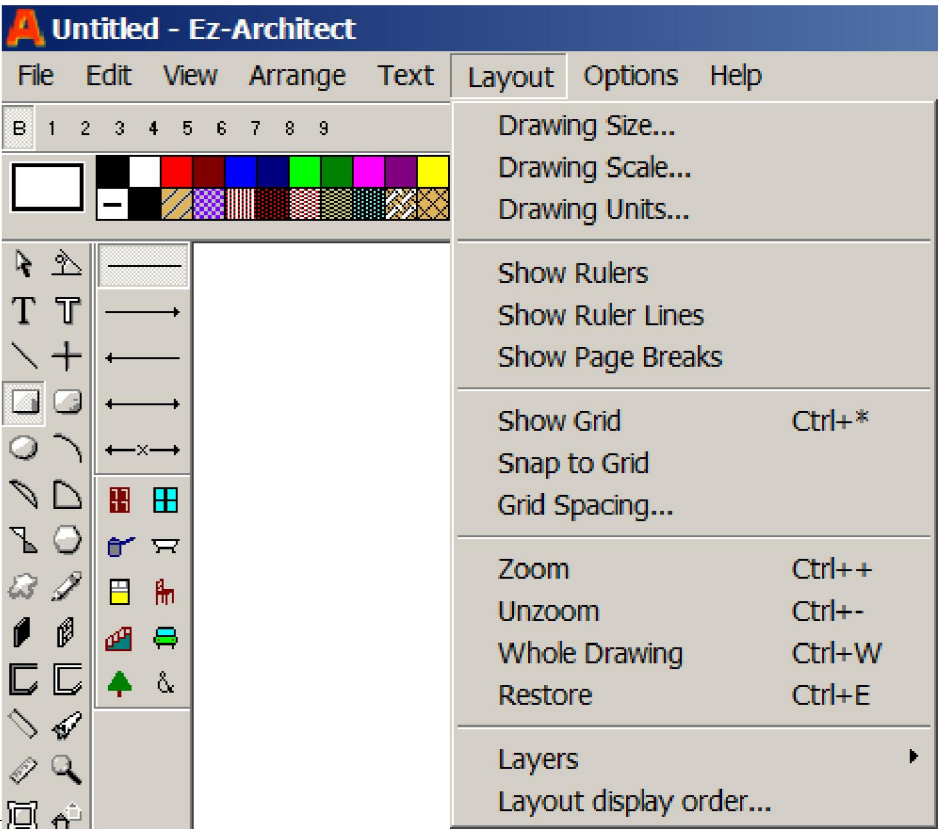 Untitled - Ez-Architect
File Edit View Arrange Text Layout Options Help
B 1 2 3 4 5 6 7 8 9
Drawing Size...
Drawing Scale...
Drawing Units...
Show Rulers
Show Ruler Lines
Show Page Breaks
Show Grid Ctrl+*
Snap to Grid
Grid Spacing...
Zoom Ctrl++
Unzoom Ctrl+-
Whole Drawing Ctrl+W
Restore Ctrl+E
Layers
Layout display order...
T T
&